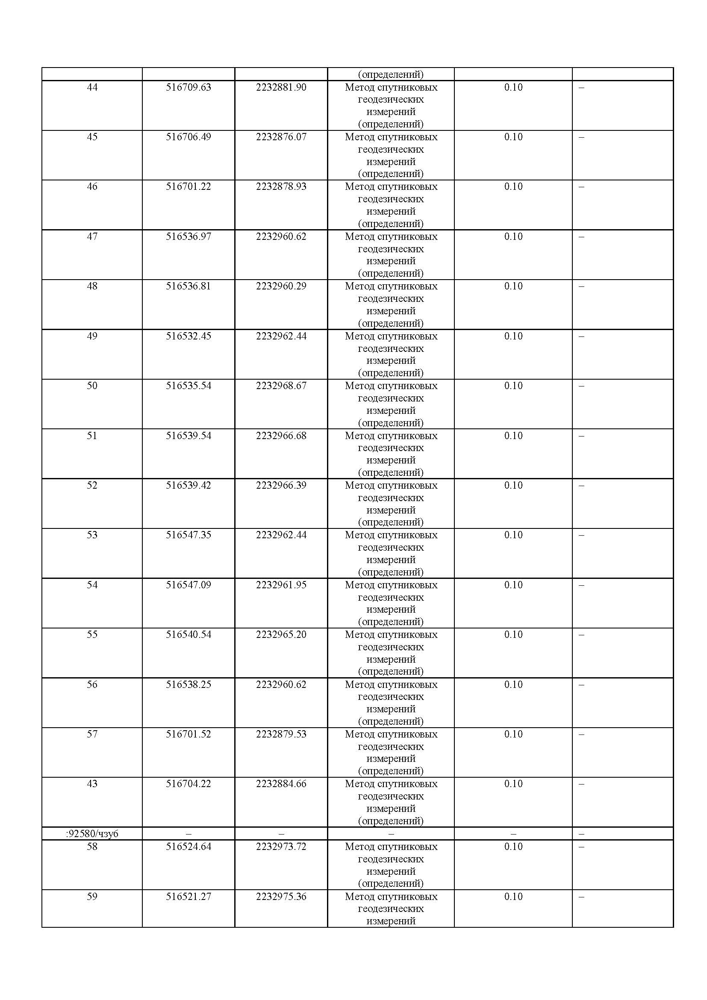 (определений)
44 516709.63 2232881.90 Метод спутниковых 0.10 –
геодезических
измерений
(определений)
45 516706.49 2232876.07 Метод спутниковых 0.10 –
геодезических
измерений
(определений)
46 516701.22 2232878.93 Метод спутниковых 0.10 –
геодезических
измерений
(определений)
47 516536.97 2232960.62 Метод спутниковых 0.10 –
геодезических
измерений
(определений)
48 516536.81 2232960.29 Метод спутниковых 0.10 –
геодезических
измерений
(определений)
49 516532.45 2232962.44 Метод спутниковых 0.10 –
геодезических
измерений
(определений)
50 516535.54 2232968.67 Метод спутниковых 0.10 –
геодезических
измерений
(определений)
51 516539.54 2232966.68 Метод спутниковых 0.10 –
геодезических
измерений
(определений)
52 516539.42 2232966.39 Метод спутниковых 0.10 –
геодезических
измерений
(определений)
53 516547.35 2232962.44 Метод спутниковых 0.10 –
геодезических
измерений
(определений)
54 516547.09 2232961.95 Метод спутниковых 0.10 –
геодезических
измерений
(определений)
55 516540.54 2232965.20 Метод спутниковых 0.10 –
геодезических
измерений
(определений)
56 516538.25 2232960.62 Метод спутниковых 0.10 –
геодезических
измерений
(определений)
57 516701.52 2232879.53 Метод спутниковых 0.10 –
геодезических
измерений
(определений)
43 516704.22 2232884.66 Метод спутниковых 0.10 –
геодезических
измерений
(определений)
:92580/чзу6 – – – – –
58 516524.64 2232973.72 Метод спутниковых 0.10 –
геодезических
измерений
(определений)
59 516521.27 2232975.36 Метод спутниковых 0.10 –
геодезических
измерений